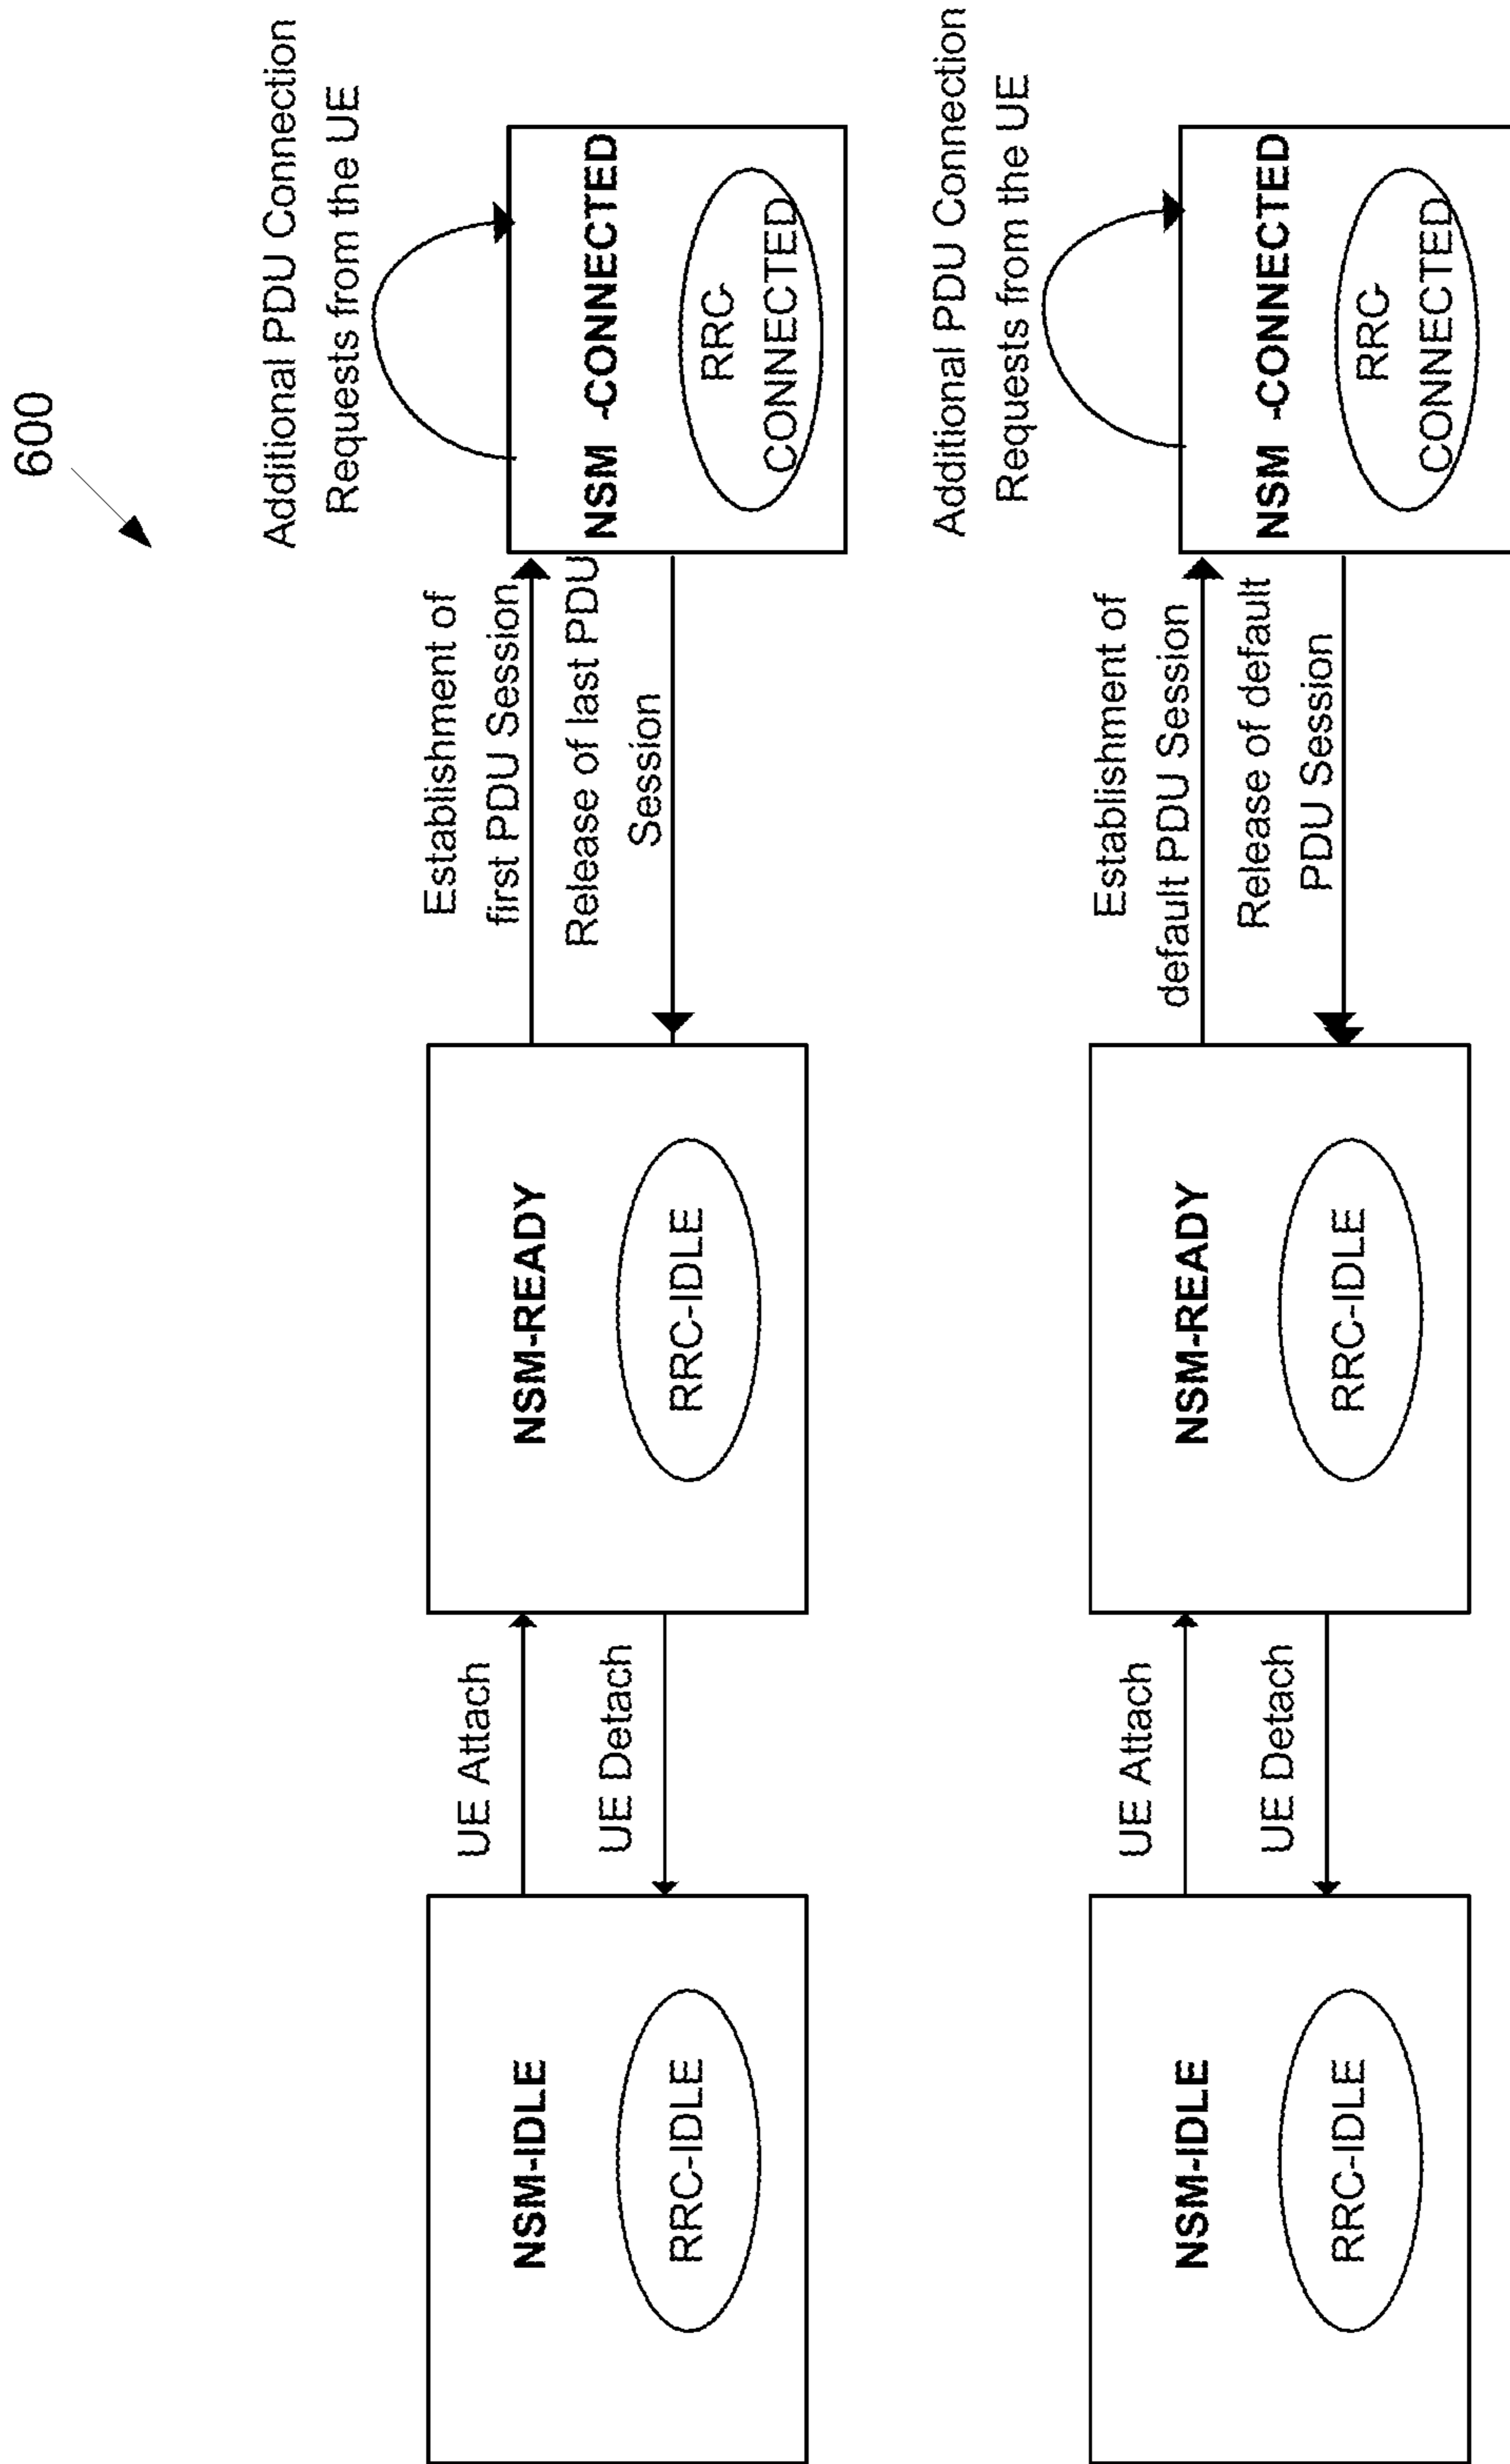 600
Additional PDU Connection
Requests from the UE
NSM-IDLE
RRC-IDLE
UE Attach
UE Detach
NSM-READY
RRC-IDLE
Establishment of
first PDU Session
Release of last PDU
Session
NSM -CONNECTED
RRC
CONNECTED
Additional PDU Connection
Requests from the UE
NSM-IDLE
RRC-IDLE
UE Attach
UE Detach
NSM-READY
RRC-IDLE
Establishment of
default PDU Session
Release of default
PDU Session
NSM -CONNECTED
RRC
CONNECTED